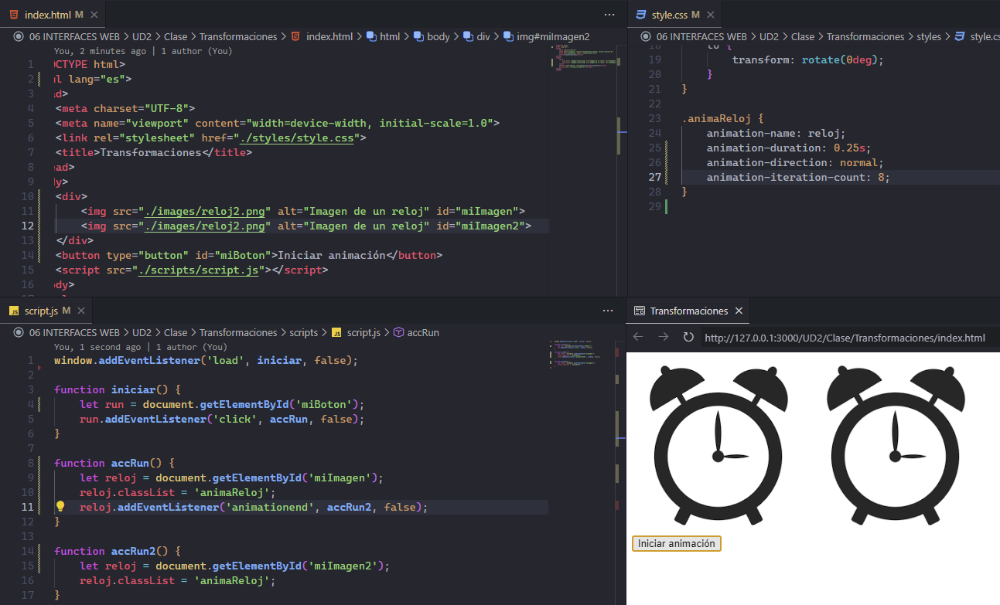 index.html M
06 INTERFACES WEB > UD2 > Clase > Transformaciones > index.html > html > body > div > img#miImagen2
You, 2 minutes ago | 1 author (You)
1 OCTYPE html>
2 ml lang="es">
3 ad>
4 <meta charset="UTF-8">
5 <meta name="viewport" content="width=device-width, initial-scale=1.0">
6 <link rel="stylesheet" href="./styles/style.css">
7 <title>Transformaciones</title>
8 ead>
9 dy>
10 <div>
11 <img src="./images/reloj2.png" alt="Imagen de un reloj" id="miImagen">
12 <img src="./images/reloj2.png" alt="Imagen de un reloj" id="miImagen2">
13 </div>
14 <button type="button" id="miBoton">Iniciar animación</button>
15 <script src="./scripts/script.js"></script>
16 ody>
17
style.css M
06 INTERFACES WEB > UD2 > Clase > Transformaciones > styles > style.cs
18 to {
19 transform: rotate(0deg);
20 }
21 }
22
23 .animaReloj {
24 animation-name: reloj;
25 animation-duration: 0.25s;
26 animation-direction: normal;
27 animation-iteration-count: 8;
28 }
29
script.js M
06 INTERFACES WEB > UD2 > Clase > Transformaciones > scripts > script.js > accRun
You, 1 second ago | 1 author (You)
1 window.addEventListener('load', iniciar, false);
2
3 function iniciar() {
4 let run = document.getElementById('miBoton');
5 run.addEventListener('click', accRun, false);
6 }
7
8 function accRun() {
9 let reloj = document.getElementById('miImagen');
10 reloj.classList = 'animaReloj';
11 reloj.addEventListener('animationend', accRun2, false);
12 }
13
14 function accRun2() {
15 let reloj = document.getElementById('miImagen2');
16 reloj.classList = 'animaReloj';
17 }
Transformaciones
http://127.0.0.1:3000/UD2/Clase/Transformaciones/index.html
Iniciar animación